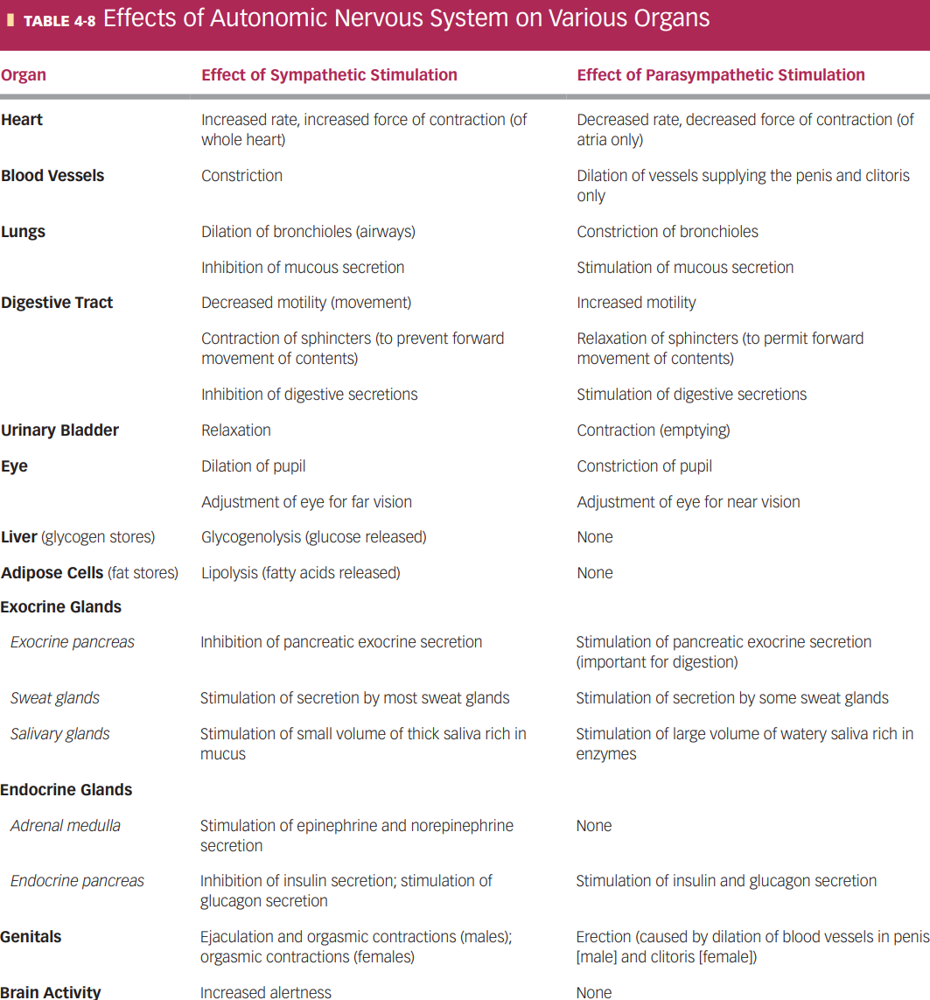 TABLE 4-8 Effects of Autonomic Nervous System on Various Organs
Organ Effect of Sympathetic Stimulation Effect of Parasympathetic Stimulation
Heart Increased rate, increased force of contraction (of Decreased rate, decreased force of contraction (of
whole heart) atria only)
Blood Vessels Constriction Dilation of vessels supplying the penis and clitoris
only
Lungs Dilation of bronchioles (airways) Constriction of bronchioles
Inhibition of mucous secretion Stimulation of mucous secretion
Digestive Tract Decreased motility (movement) Increased motility
Contraction of sphincters (to prevent forward Relaxation of sphincters (to permit forward
movement of contents) movement of contents)
Inhibition of digestive secretions Stimulation of digestive secretions
Urinary Bladder Relaxation Contraction (emptying)
Eye Dilation of pupil Constriction of pupil
Adjustment of eye for far vision Adjustment of eye for near vision
Liver (glycogen stores) Glycogenolysis (glucose released) None
Adipose Cells (fat stores) Lipolysis (fatty acids released) None
Exocrine Glands
Exocrine pancreas Inhibition of pancreatic exocrine secretion Stimulation of pancreatic exocrine secretion
(important for digestion)
Sweat glands Stimulation of secretion by most sweat glands Stimulation of secretion by some sweat glands
Salivary glands Stimulation of small volume of thick saliva rich in Stimulation of large volume of watery saliva rich in
mucus enzymes
Endocrine Glands
Adrenal medulla Stimulation of epinephrine and norepinephrine None
secretion
Endocrine pancreas Inhibition of insulin secretion; stimulation of Stimulation of insulin and glucagon secretion
glucagon secretion
Genitals Ejaculation and orgasmic contractions (males); Erection (caused by dilation of blood vessels in penis
orgasmic contractions (females) [male] and clitoris [female])
Brain Activity Increased alertness None